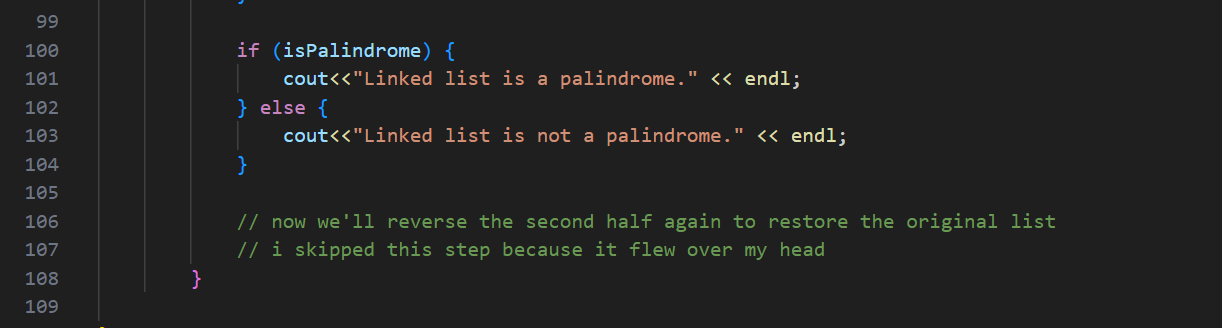 99
100 if (isPalindrome) {
101 cout<<"Linked list is a palindrome." << endl;
102 } else {
103 cout<<"Linked list is not a palindrome." << endl;
104 }
105
106 // now we'll reverse the second half again to restore the original list
107 // i skipped this step because it flew over my head
108 }
109